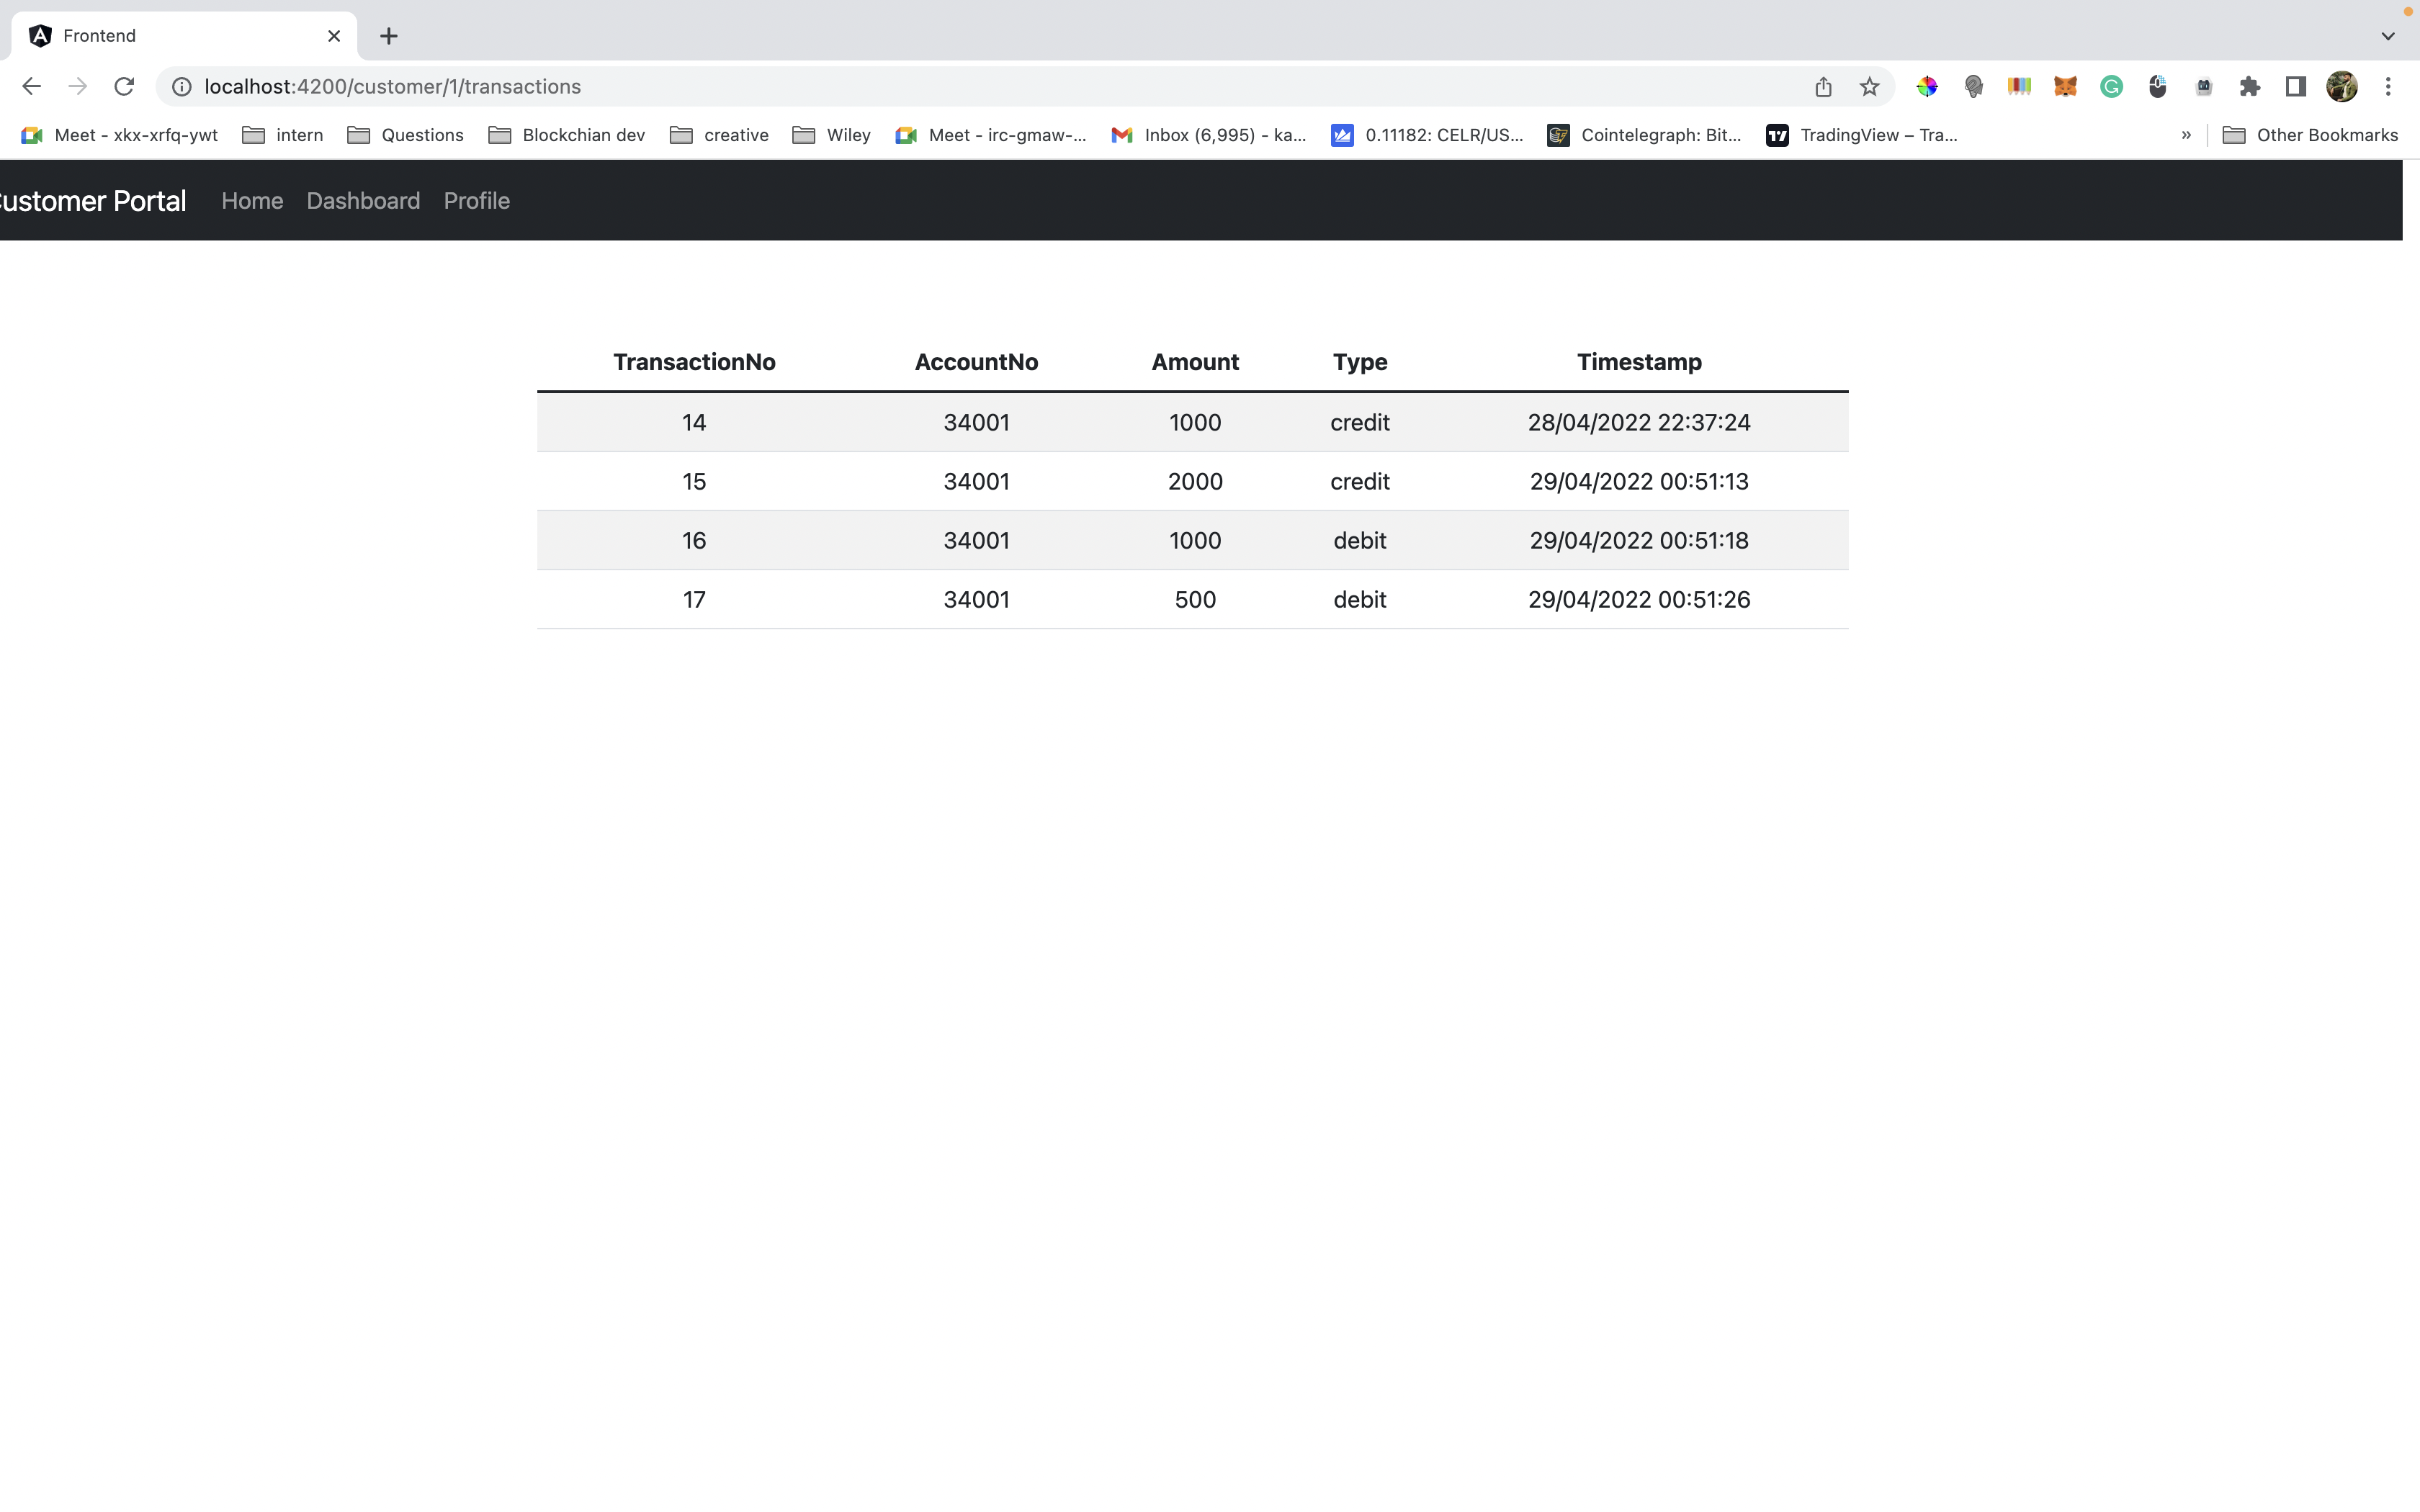 Frontend
localhost:4200/customer/1/transactions
Meet - xkx-xrfq-ywt intern Questions Blockchian dev creative Wiley Meet - irc-gmaw-... Inbox (6,995) - ka... 0.11182: CELR/US... Cointelegraph: Bit... TradingView – Tra... » Other Bookmarks
ustomer Portal Home Dashboard Profile
TransactionNo AccountNo Amount Type Timestamp
14 34001 1000 credit 28/04/2022 22:37:24
15 34001 2000 credit 29/04/2022 00:51:13
16 34001 1000 debit 29/04/2022 00:51:18
17 34001 500 debit 29/04/2022 00:51:26